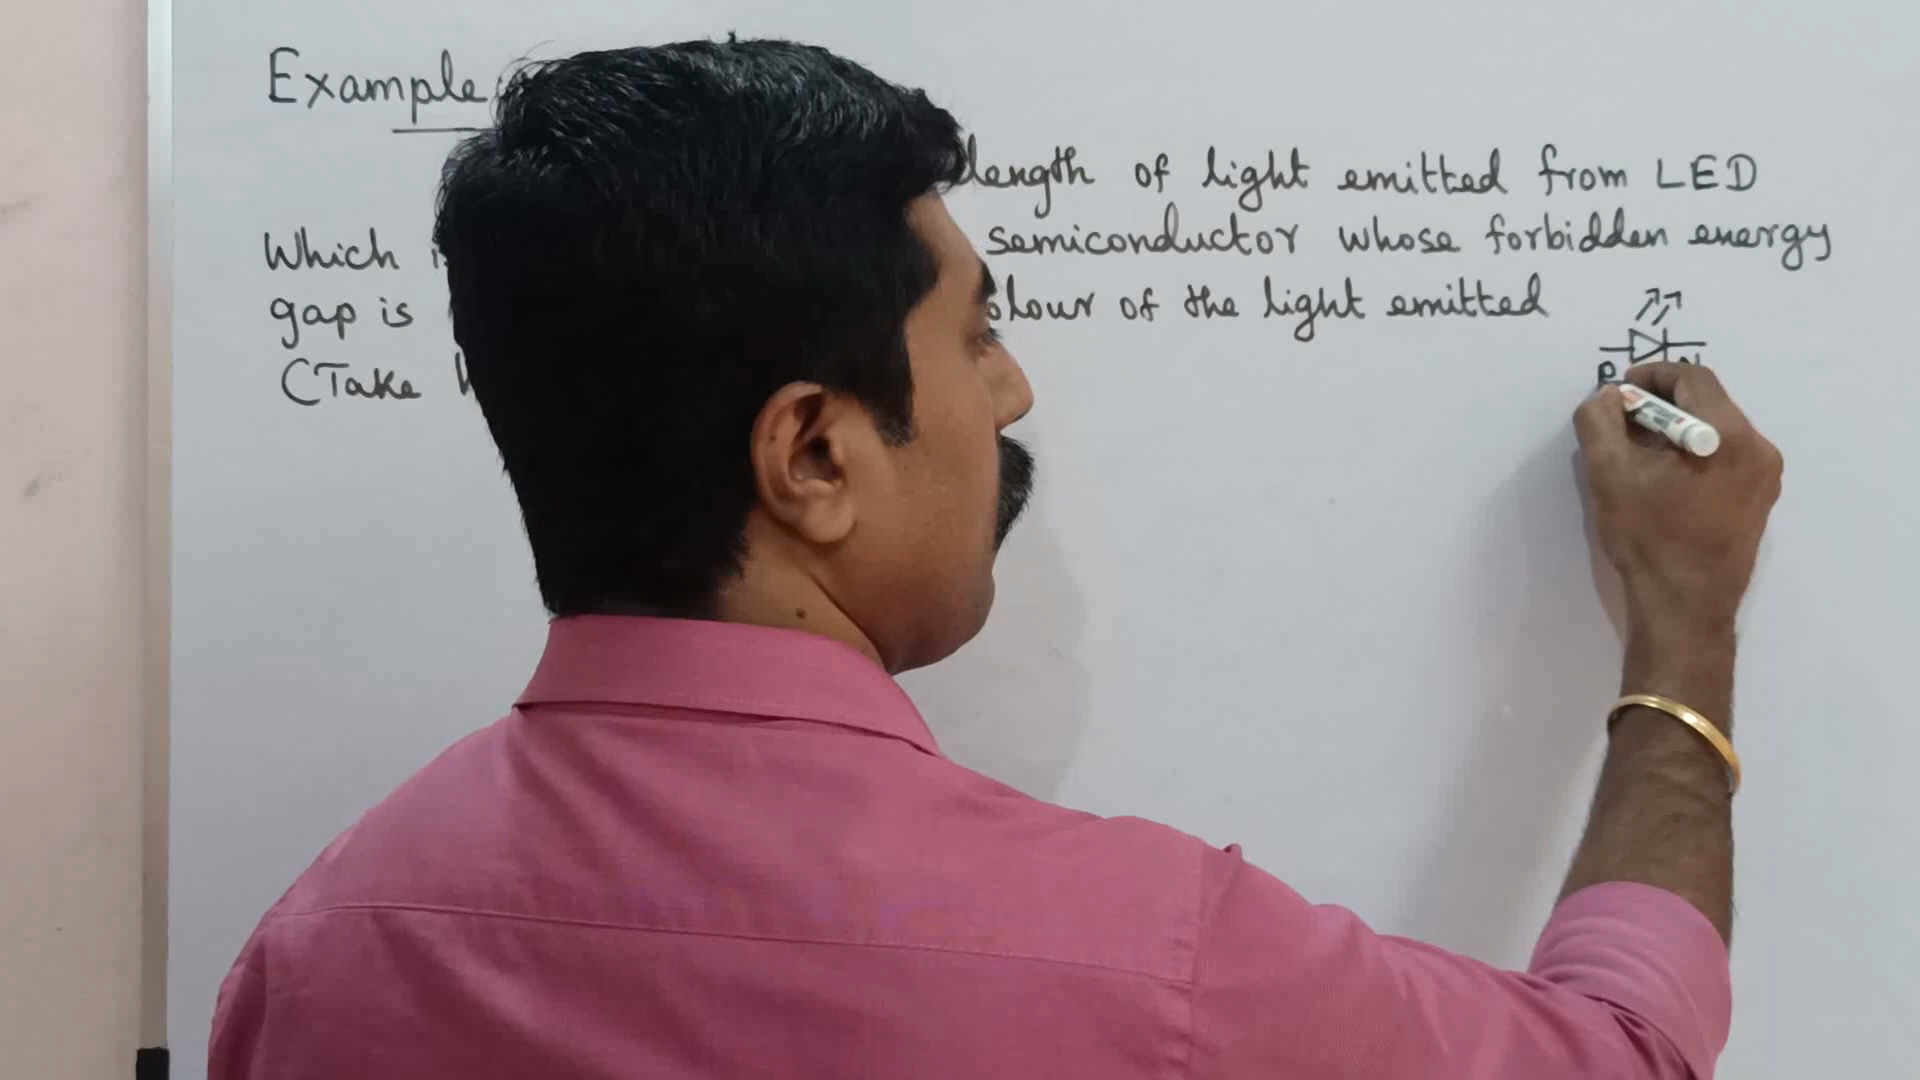 Example
length of light emitted from LED
Which semiconductor whose forbidden energy
gap is olour of the light emitted
(Take
P N